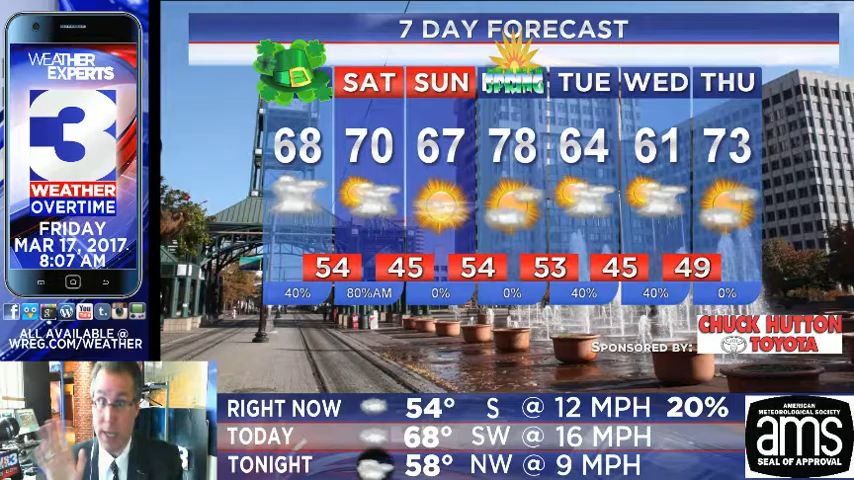 WEATHER
EXPERTS
3
WEATHER
OVERTIME
FRIDAY
MAR 17, 2017
8:07 AM
ALL AVAILABLE @
WREG.COM/WEATHER
7 DAY FORECAST
SAT SUN SPRING TUE WED THU
68 70 67 78 64 61 73
54 45 54 53 45 49
40% 80%AM 0% 0% 40% 40% 0%
SPONSORED BY:
CHUCK HUTTON
TOYOTA
RIGHT NOW 54° S @ 12 MPH 20%
TODAY 68° SW @ 16 MPH
TONIGHT 58° NW @ 9 MPH
AMERICAN
METEOROLOGICAL SOCIETY
ams
SEAL OF APPROVAL